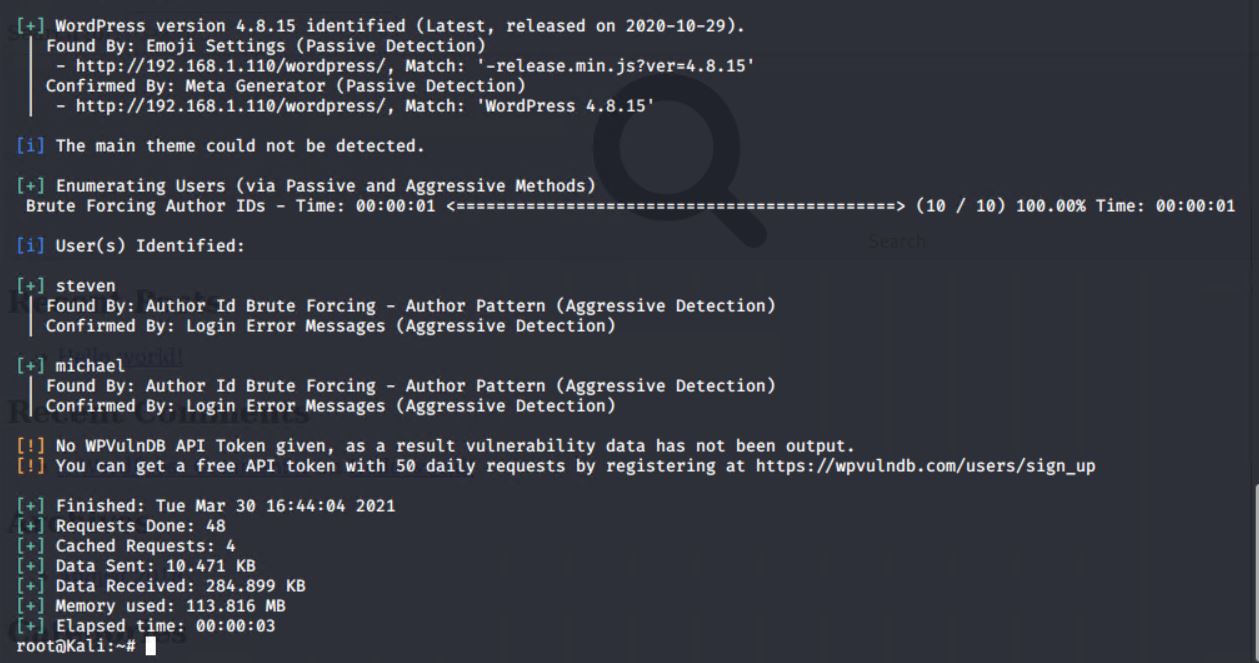 [+] WordPress version 4.8.15 identified (Latest, released on 2020-10-29).
| Found By: Emoji Settings (Passive Detection)
|  - http://192.168.1.110/wordpress/, Match: '-release.min.js?ver=4.8.15'
| Confirmed By: Meta Generator (Passive Detection)
|  - http://192.168.1.110/wordpress/, Match: 'WordPress 4.8.15'
[i] The main theme could not be detected.
[+] Enumerating Users (via Passive and Aggressive Methods)
Brute Forcing Author IDs - Time: 00:00:01 <============================================> (10 / 10) 100.00% Time: 00:00:01
Search
[i] User(s) Identified:
[+] steven
| Found By: Author Id Brute Forcing - Author Pattern (Aggressive Detection)
| Confirmed By: Login Error Messages (Aggressive Detection)
Hello world!
[+] michael
| Found By: Author Id Brute Forcing - Author Pattern (Aggressive Detection)
| Confirmed By: Login Error Messages (Aggressive Detection)
Recent Comments
[!] No WPVulnDB API Token given, as a result vulnerability data has not been output.
[!] You can get a free API token with 50 daily requests by registering at https://wpvulndb.com/users/sign_up
[+] Finished: Tue Mar 30 16:44:04 2021
[+] Requests Done: 48
[+] Cached Requests: 4
[+] Data Sent: 10.471 KB
[+] Data Received: 284.899 KB
[+] Memory used: 113.816 MB
[+] Elapsed time: 00:00:03
root@Kali:~#